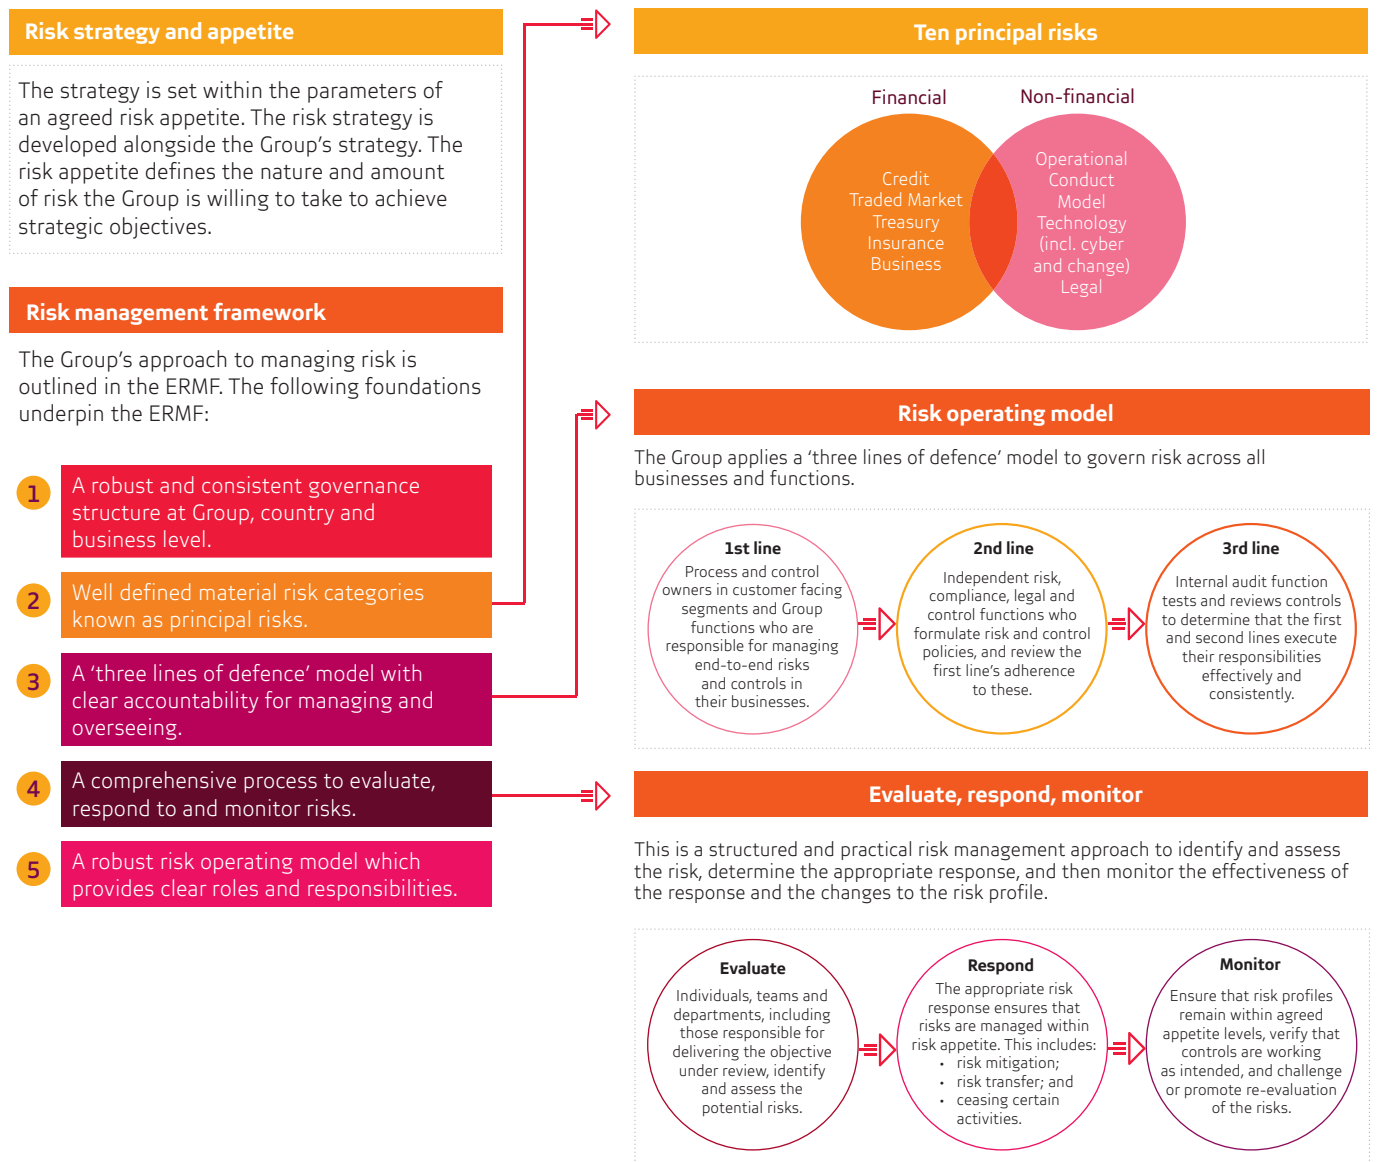 Risk strategy and appetite
The strategy is set within the parameters of
an agreed risk appetite. The risk strategy is
developed alongside the Group’s strategy. The
risk appetite defines the nature and amount
of risk the Group is willing to take to achieve
strategic objectives.
Risk management framework
The Group’s approach to managing risk is
outlined in the ERMF. The following foundations
underpin the ERMF:
1
A robust and consistent governance
structure at Group, country and
business level.
2
Well defined material risk categories
known as principal risks.
3
A ‘three lines of defence’ model with
clear accountability for managing and
overseeing.
4
A comprehensive process to evaluate,
respond to and monitor risks.
5
A robust risk operating model which
provides clear roles and responsibilities.
Ten principal risks
Financial
Credit
Traded Market
Treasury
Insurance
Business
Non-financial
Operational
Conduct
Model
Technology
(incl. cyber
and change)
Legal
Risk operating model
The Group applies a ‘three lines of defence’ model to govern risk across all
businesses and functions.
1st line
Process and control
owners in customer facing
segments and Group
functions who are
responsible for managing
end-to-end risks
and controls in
their businesses.
2nd line
Independent risk,
compliance, legal and
control functions who
formulate risk and control
policies, and review the
first line’s adherence
to these.
3rd line
Internal audit function
tests and reviews controls
to determine that the first
and second lines execute
their responsibilities
effectively and
consistently.
Evaluate, respond, monitor
This is a structured and practical risk management approach to identify and assess
the risk, determine the appropriate response, and then monitor the effectiveness of
the response and the changes to the risk profile.
Evaluate
Individuals, teams and
departments, including
those responsible for
delivering the objective
under review, identify
and assess the
potential risks.
Respond
The appropriate risk
response ensures that
risks are managed within
risk appetite. This includes:
• risk mitigation;
• risk transfer; and
• ceasing certain
activities.
Monitor
Ensure that risk profiles
remain within agreed
appetite levels, verify that
controls are working
as intended, and challenge
or promote re-evaluation
of the risks.